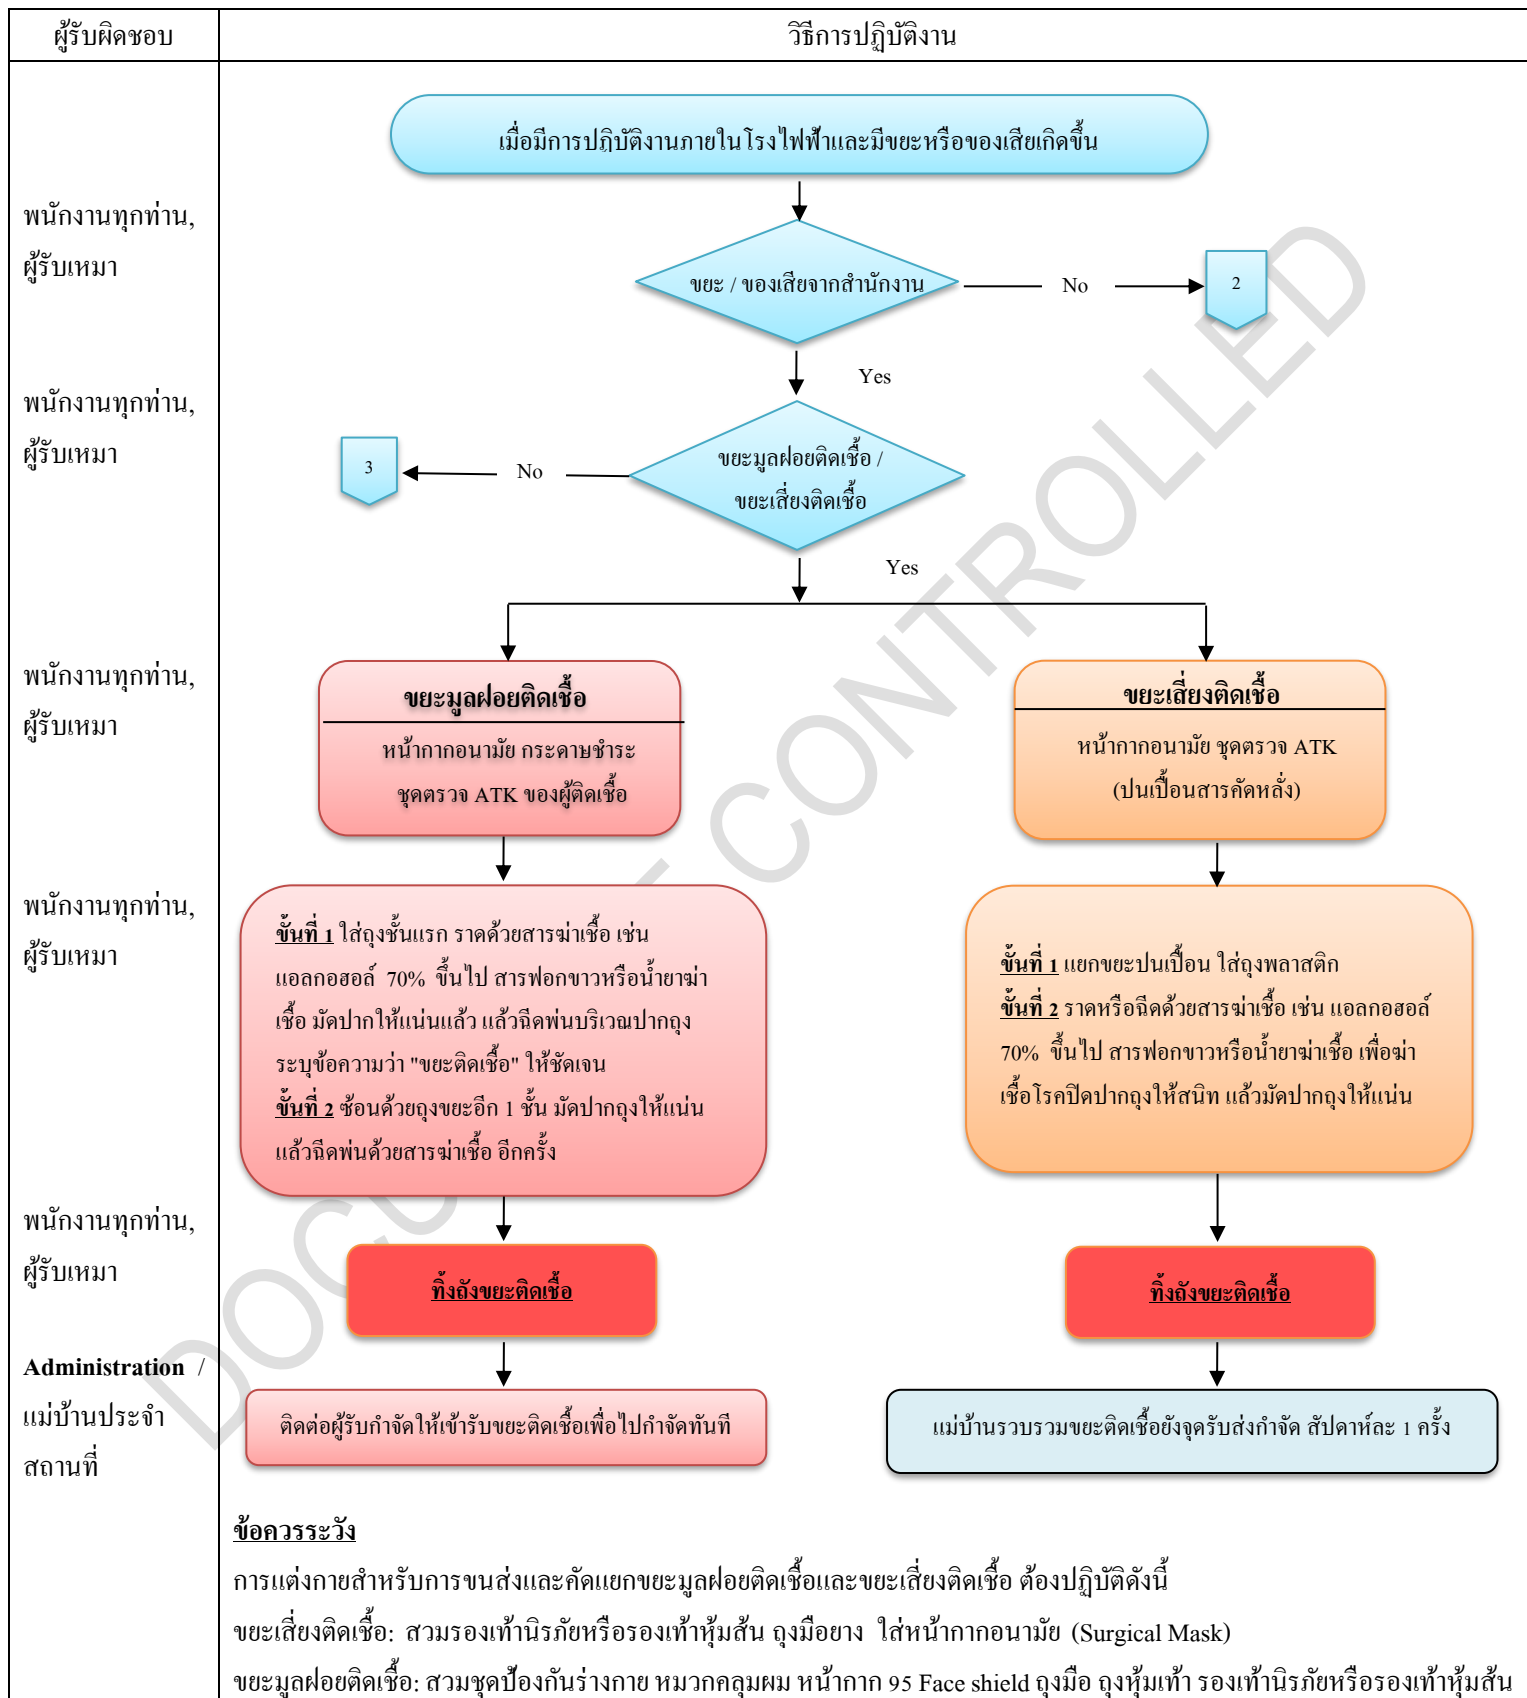 ผู้รับผิดชอบ
วิธีการปฏิบัติงาน
เมื่อมีการปฏิบัติงานภายในโรงไฟฟ้าและมีขยะหรือของเสียเกิดขึ้น
พนักงานทุกท่าน,
ผู้รับเหมา
ขยะ / ของเสียจากสำนักงาน
No
2
Yes
พนักงานทุกท่าน,
ผู้รับเหมา
ขยะมูลฝอยติดเชื้อ /
ขยะเสี่ยงติดเชื้อ
No
3
Yes
พนักงานทุกท่าน,
ผู้รับเหมา
ขยะมูลฝอยติดเชื้อ
หน้ากากอนามัย กระดาษชำระ
ชุดตรวจ ATK ของผู้ติดเชื้อ
ขยะเสี่ยงติดเชื้อ
หน้ากากอนามัย ชุดตรวจ ATK
(ปนเปื้อนสารคัดหลั่ง)
พนักงานทุกท่าน,
ผู้รับเหมา
ขั้นที่ 1 ใส่ถุงชั้นแรก ราดด้วยสารฆ่าเชื้อ เช่น
แอลกอฮอล์ 70% ขึ้นไป สารฟอกขาวหรือน้ำยาฆ่า
เชื้อ มัดปากให้แน่นแล้ว แล้วฉีดพ่นบริเวณปากถุง
ระบุข้อความว่า "ขยะติดเชื้อ" ให้ชัดเจน
ขั้นที่ 2 ซ้อนด้วยถุงขยะอีก 1 ชั้น มัดปากถุงให้แน่น
แล้วฉีดพ่นด้วยสารฆ่าเชื้อ อีกครั้ง
ขั้นที่ 1 แยกขยะปนเปื้อน ใส่ถุงพลาสติก
ขั้นที่ 2 ราดหรือฉีดด้วยสารฆ่าเชื้อ เช่น แอลกอฮอล์
70% ขึ้นไป สารฟอกขาวหรือน้ำยาฆ่าเชื้อ เพื่อฆ่า
เชื้อโรคปิดปากถุงให้สนิท แล้วมัดปากถุงให้แน่น
พนักงานทุกท่าน,
ผู้รับเหมา
ทิ้งถังขยะติดเชื้อ
ทิ้งถังขยะติดเชื้อ
Administration /
แม่บ้านประจำ
สถานที่
ติดต่อผู้รับกำจัดให้เข้ารับขยะติดเชื้อเพื่อไปกำจัดทันที
แม่บ้านรวบรวมขยะติดเชื้อยังจุดรับส่งกำจัด สัปดาห์ละ 1 ครั้ง
ข้อควรระวัง
การแต่งกายสำหรับการขนส่งและคัดแยกขยะมูลฝอยติดเชื้อและขยะเสี่ยงติดเชื้อ ต้องปฏิบัติดังนี้
ขยะเสี่ยงติดเชื้อ: สวมรองเท้านิรภัยหรือรองเท้าหุ้มส้น ถุงมือยาง ใส่หน้ากากอนามัย (Surgical Mask)
ขยะมูลฝอยติดเชื้อ: สวมชุดป้องกันร่างกาย หมวกคลุมผม หน้ากาก 95 Face shield ถุงมือ ถุงหุ้มเท้า รองเท้านิรภัยหรือรองเท้าหุ้มส้น
CONTROLLED